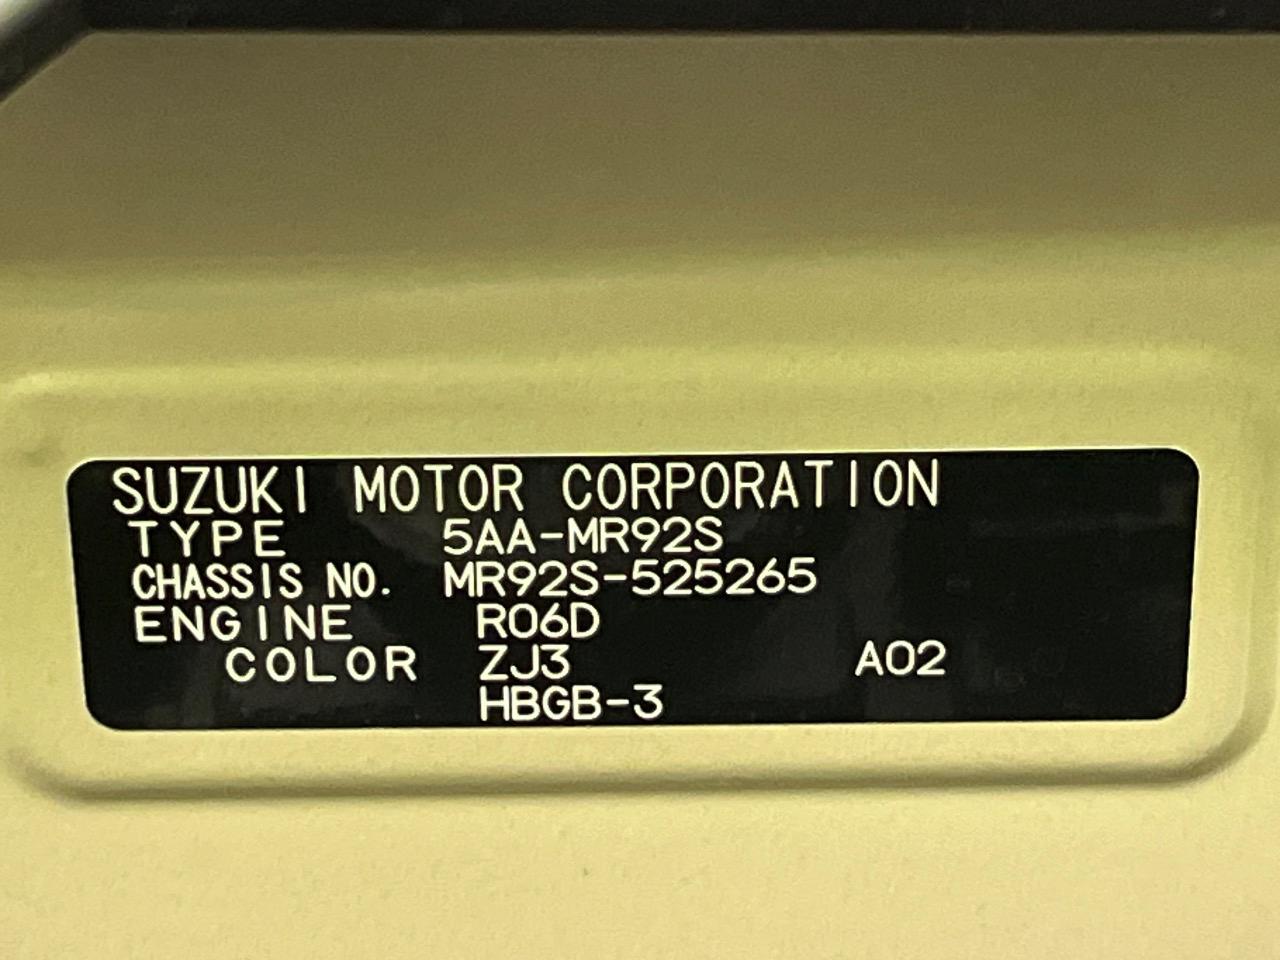 SUZUKI MOTOR CORPORATION
TYPE 5AA-MR92S
CHASSIS NO. MR92S-525265
ENGINE R06D
COLOR ZJ3 A02
HBGB-3